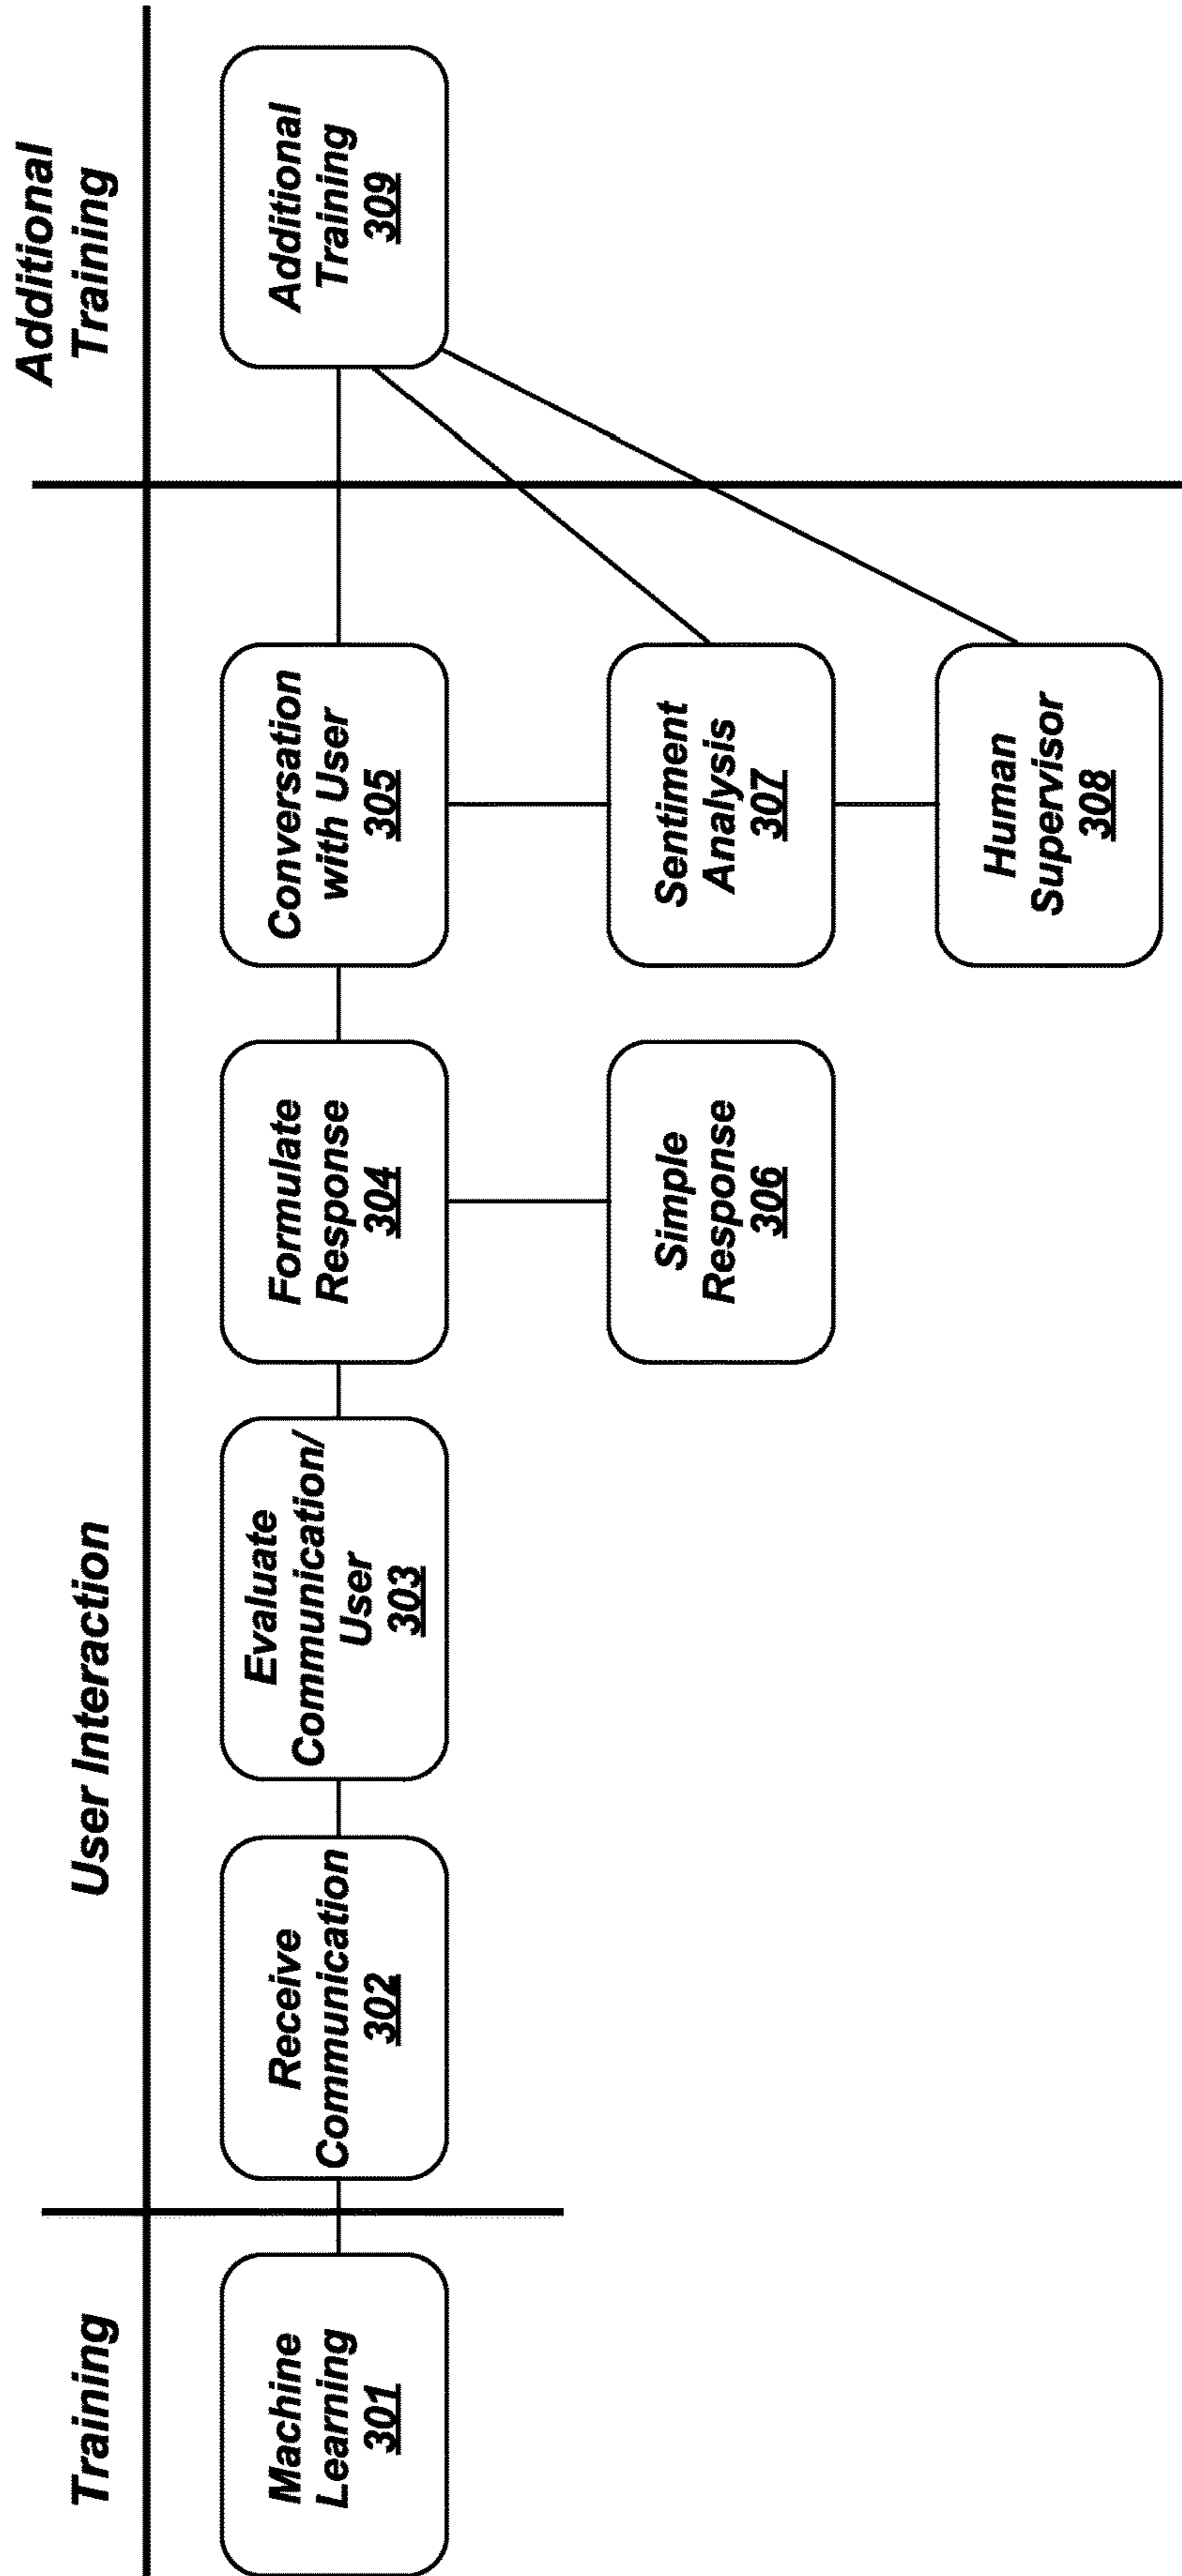 Training
User Interaction
Additional
Training
Machine
Learning
301
Receive
Communication
302
Evaluate
Communication/
User
303
Formulate
Response
304
Conversation
with User
305
Additional
Training
309
Simple
Response
306
Sentiment
Analysis
307
Human
Supervisor
308